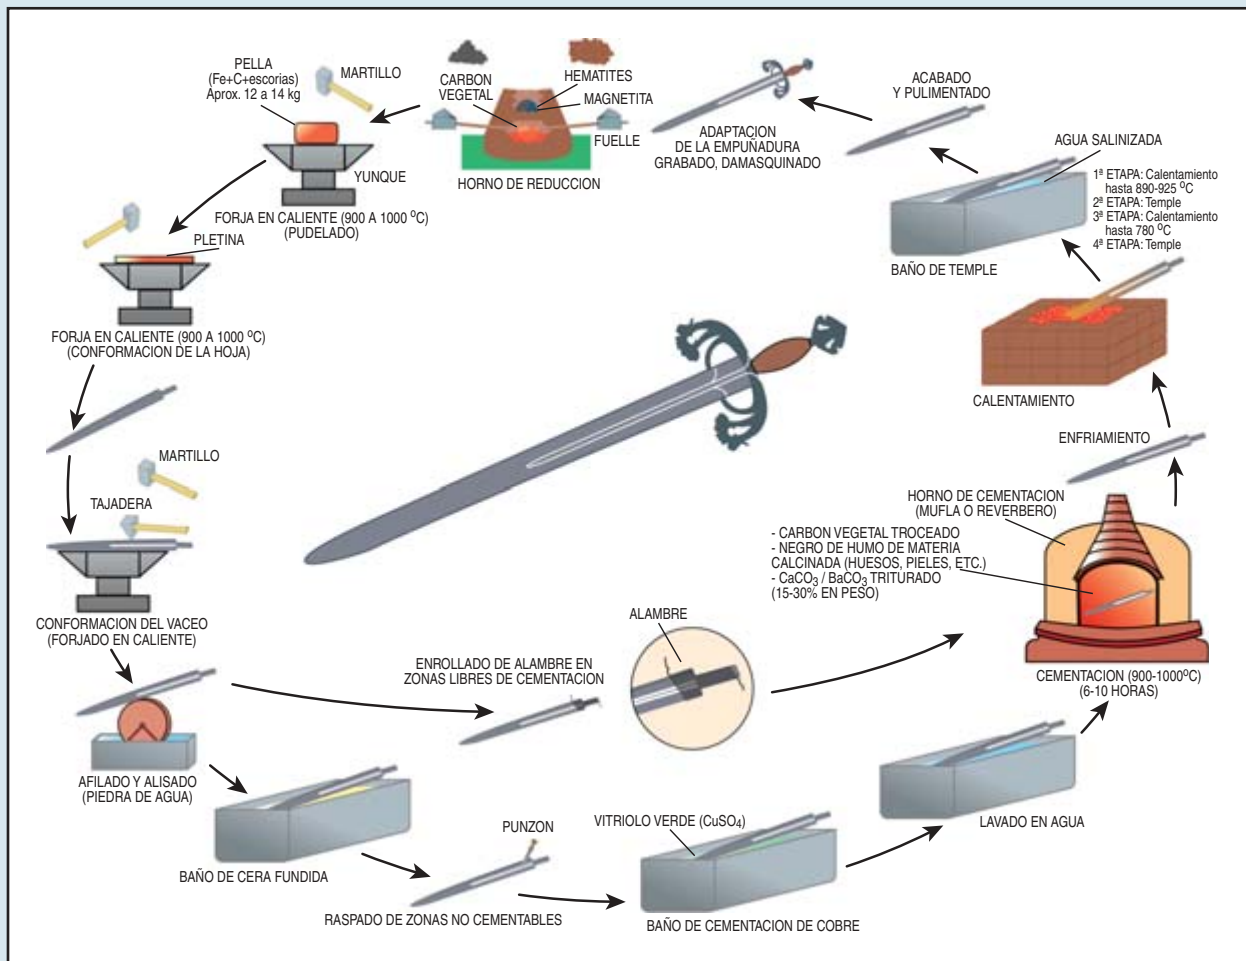 PELLA
(Fe+C+escorias)
Aprox. 12 a 14 kg
MARTILLO
YUNQUE
FORJA EN CALIENTE (900 A 1000 ºC)
(PUDELADO)
CARBON
VEGETAL
HEMATITES
MAGNETITA
FUELLE
HORNO DE REDUCCION
ADAPTACION
DE LA EMPUÑADURA
GRABADO, DAMASQUINADO
ACABADO
Y PULIMENTADO
AGUA SALINIZADA
1ª ETAPA: Calentamiento
hasta 890-925 ºC
2ª ETAPA: Temple
3ª ETAPA: Calentamiento
hasta 780 ºC
4ª ETAPA: Temple
BAÑO DE TEMPLE
PLETINA
FORJA EN CALIENTE (900 A 1000 ºC)
(CONFORMACION DE LA HOJA)
CALENTAMIENTO
ENFRIAMIENTO
MARTILLO
TAJADERA
CONFORMACION DEL VACEO
(FORJADO EN CALIENTE)
HORNO DE CEMENTACION
(MUFLA O REVERBERO)
- CARBON VEGETAL TROCEADO
- NEGRO DE HUMO DE MATERIA
CALCINADA (HUESOS, PIELES, ETC.)
- CaCO3 / BaCO3 TRITURADO
(15-30% EN PESO)
CEMENTACION (900-1000ºC)
(6-10 HORAS)
ALAMBRE
ENROLLADO DE ALAMBRE EN
ZONAS LIBRES DE CEMENTACION
AFILADO Y ALISADO
(PIEDRA DE AGUA)
BAÑO DE CERA FUNDIDA
PUNZON
RASPADO DE ZONAS NO CEMENTABLES
VITRIOLO VERDE (CuSO4)
BAÑO DE CEMENTACION DE COBRE
LAVADO EN AGUA